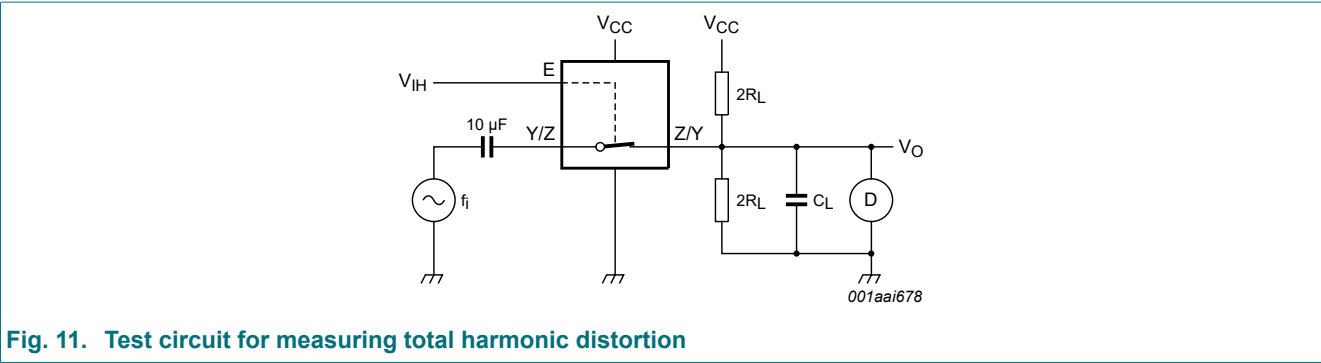 VCC VCC
E
VIH
2RL
10 µF
Y/Z Z/Y
VO
fi
2RL CL D
001aai678
Fig. 11. Test circuit for measuring total harmonic distortion